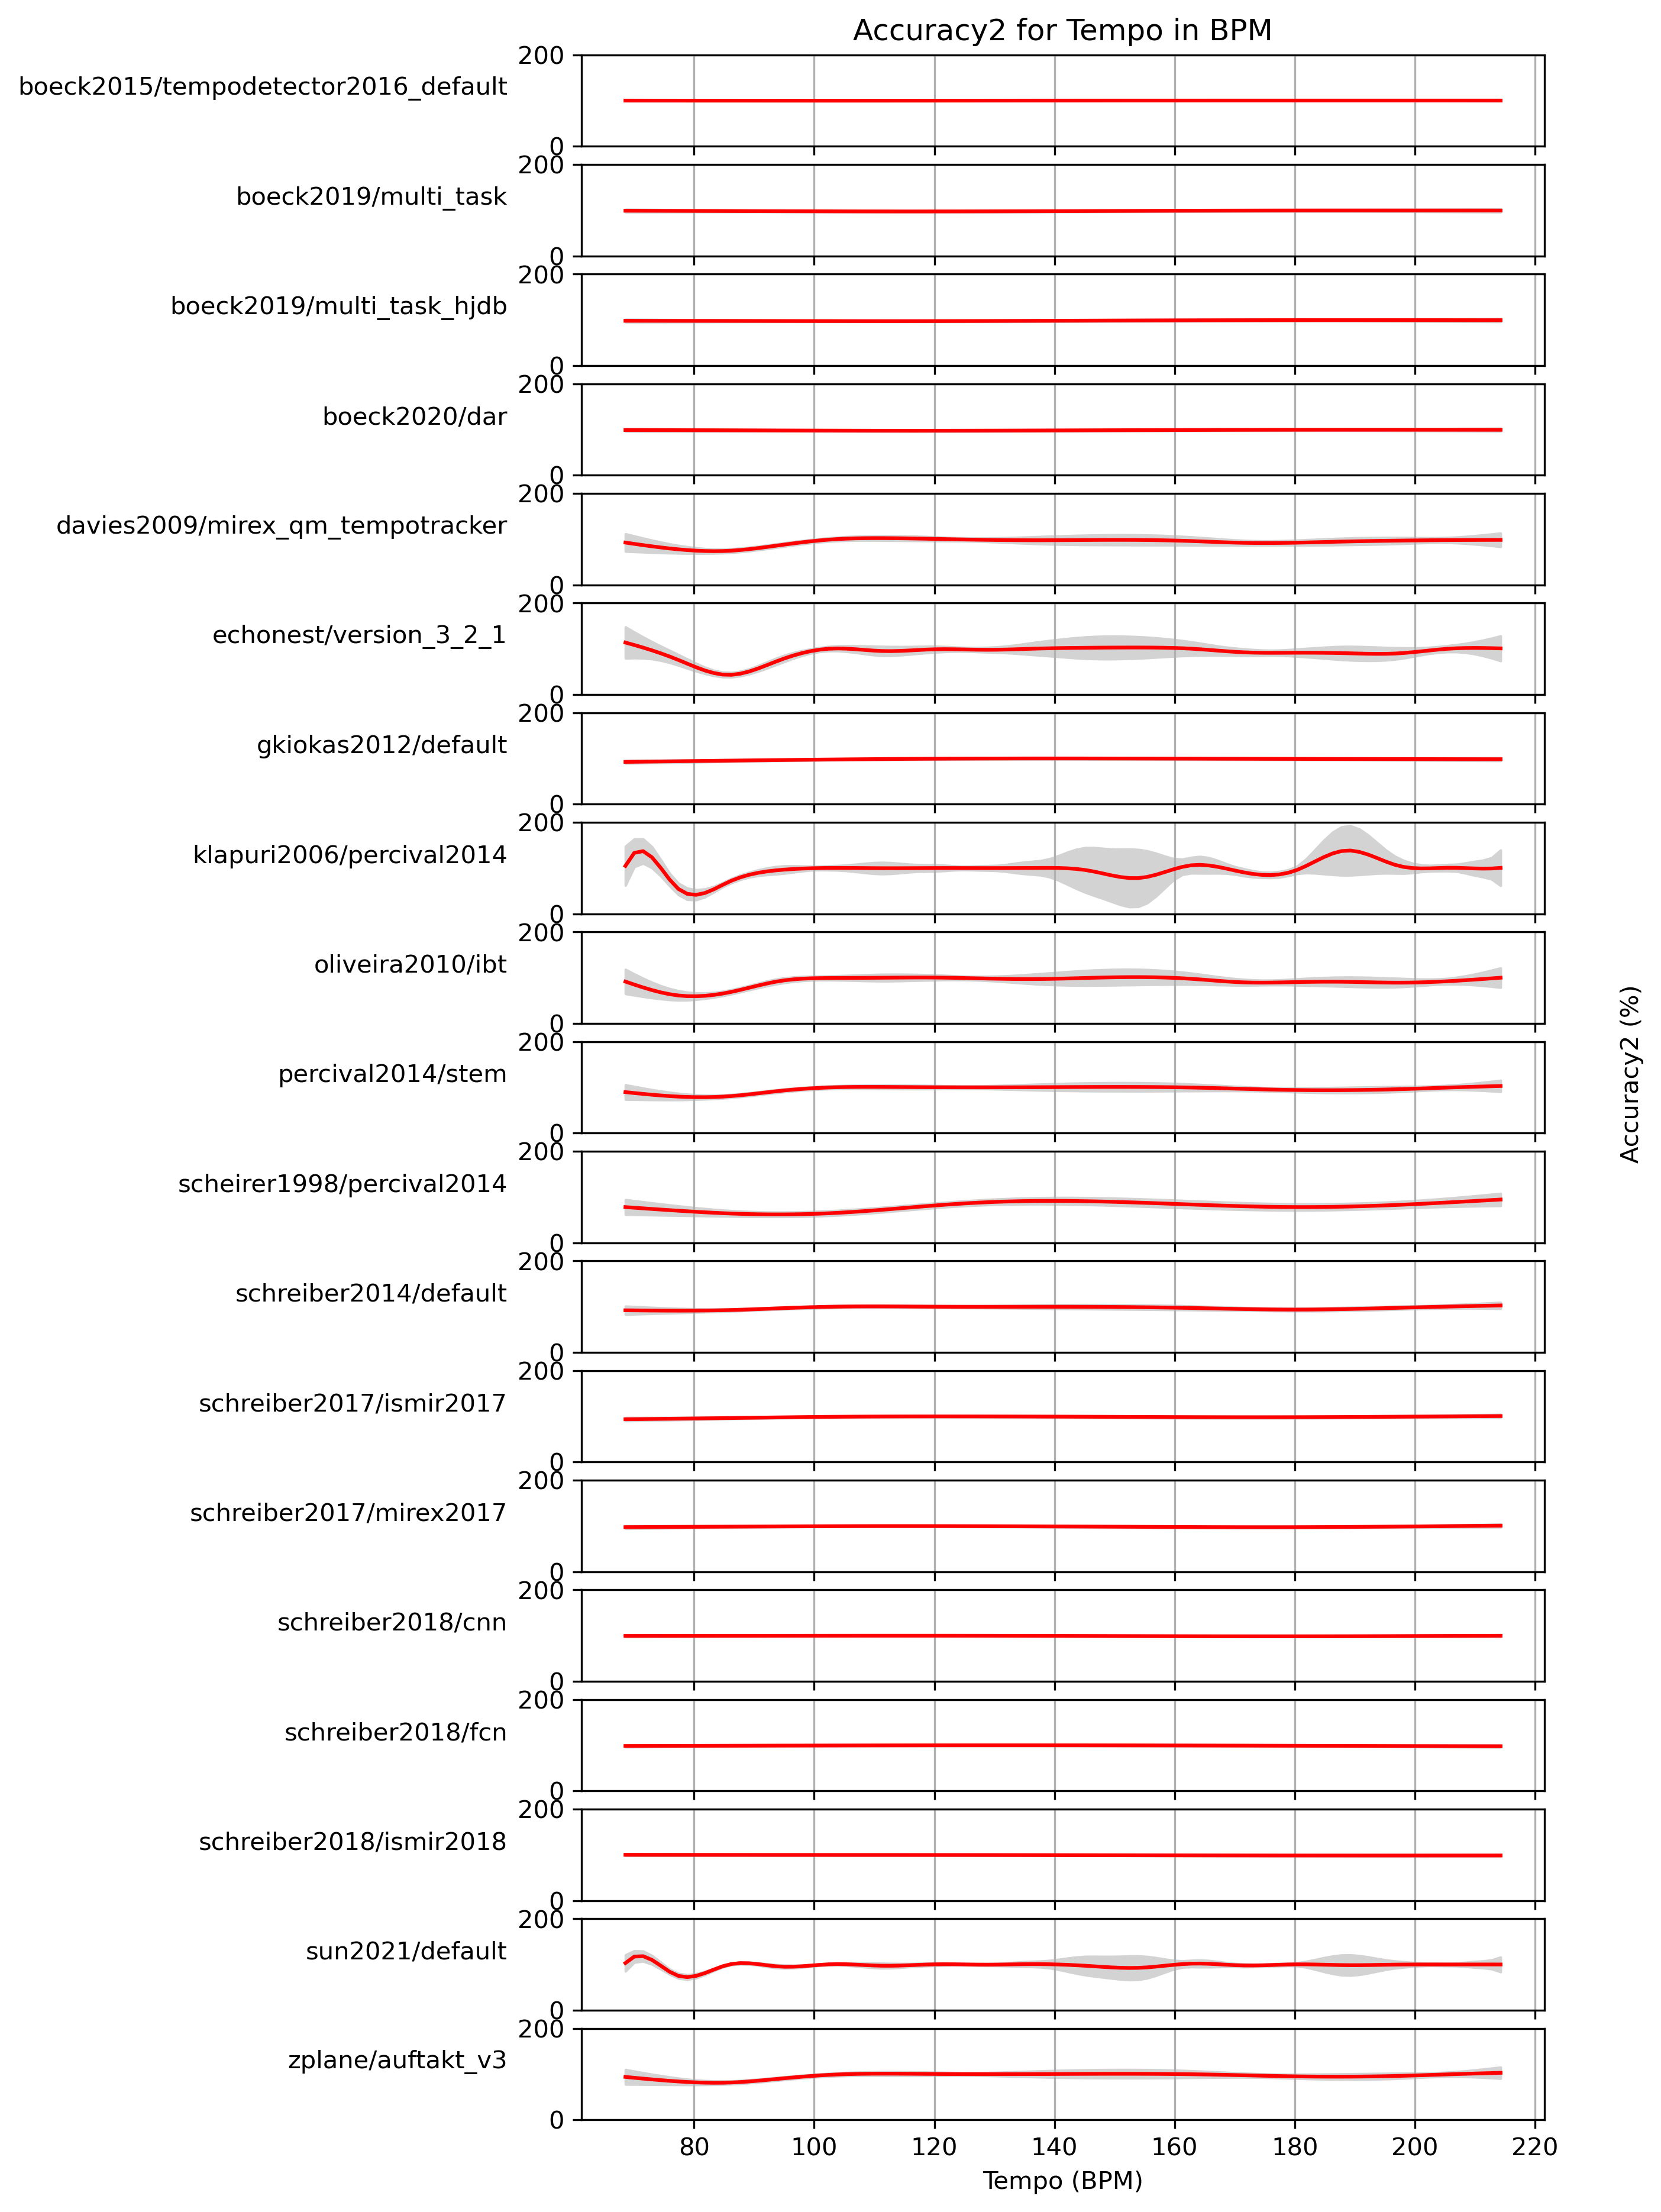 Accuracy2 for Tempo in BPM
200
boeck2015/tempodetector2016_default
0
200
boeck2019/multi_task
0
200
boeck2019/multi_task_hjdb
0
200
boeck2020/dar
0
200
davies2009/mirex_qm_tempotracker
0
200
echonest/version_3_2_1
0
200
gkiokas2012/default
0
200
klapuri2006/percival2014
0
200
oliveira2010/ibt
0
200
percival2014/stem
0
200
scheirer1998/percival2014
0
200
schreiber2014/default
0
200
schreiber2017/ismir2017
0
200
schreiber2017/mirex2017
0
200
schreiber2018/cnn
0
200
schreiber2018/fcn
0
200
schreiber2018/ismir2018
0
200
sun2021/default
0
200
zplane/auftakt_v3
0
80 100 120 140 160 180 200 220
Tempo (BPM)
Accuracy2 (%)